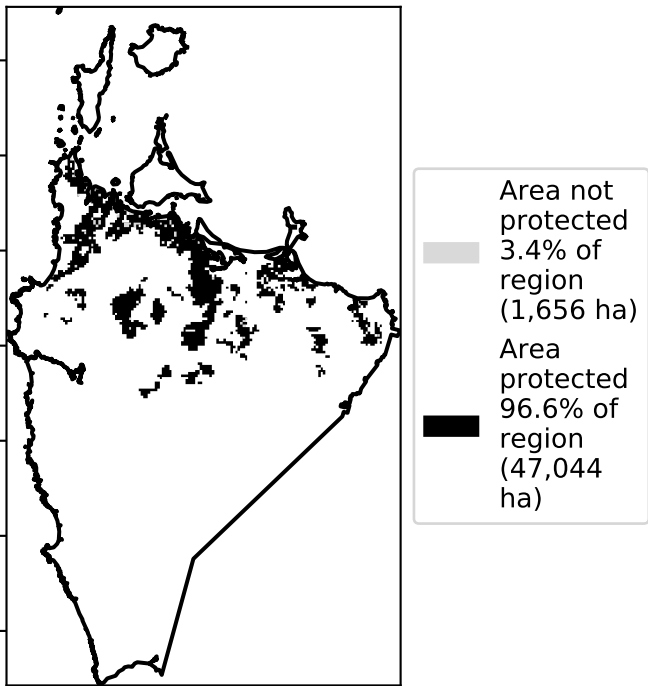 Area not
protected
3.4% of
region
(1,656 ha)
Area
protected
96.6% of
region
(47,044
ha)